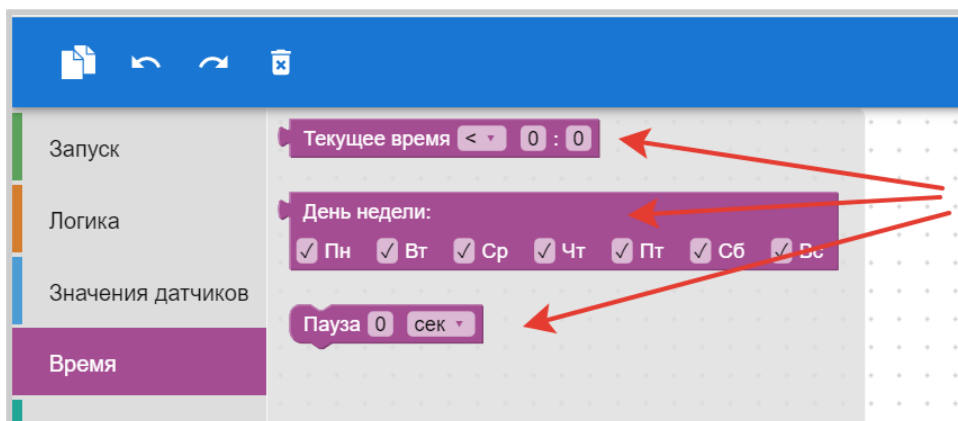 Запуск
Логика
Значения датчиков
Время
Текущее время < 0 : 0
День недели:
Пн Вт Ср Чт Пт Сб Вс
Пауза 0 сек